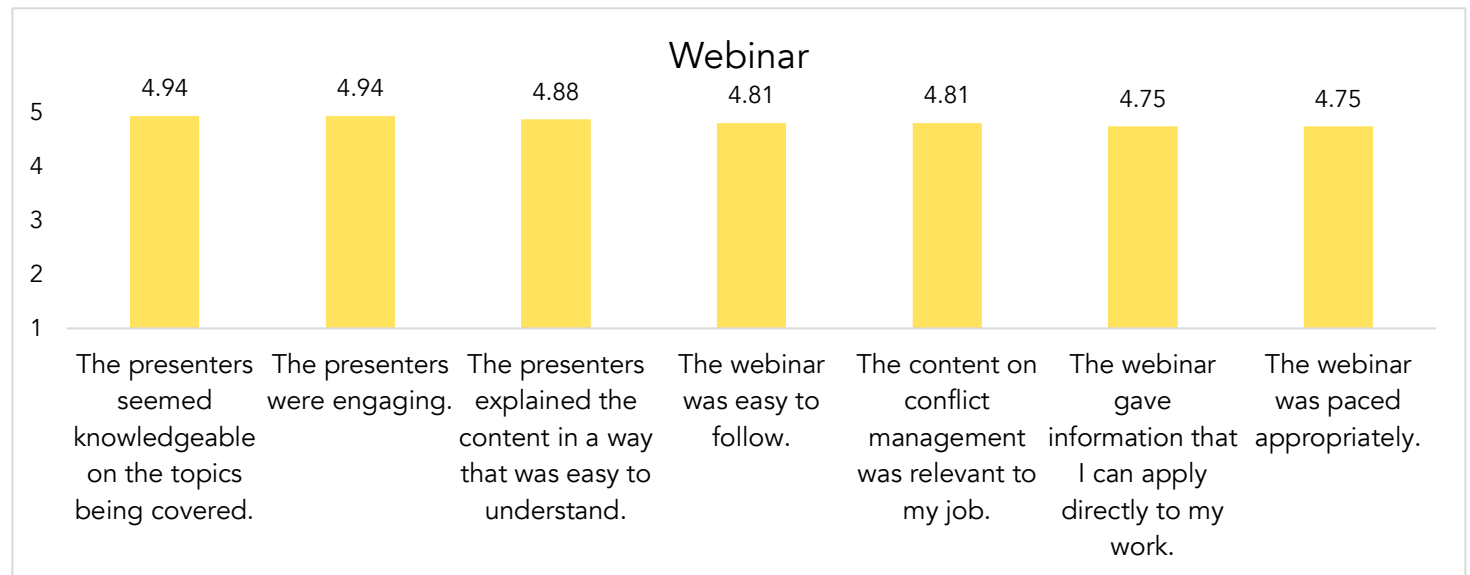 Webinar
4.94
4.94
4.88
4.81
4.81
4.75
4.75
5
4
3
2
1
The presenters
seemed
knowledgeable
on the topics
being covered.
The presenters
were engaging.
The presenters
explained the
content in a way
that was easy to
understand.
The webinar
was easy to
follow.
The content on
conflict
management
was relevant to
my job.
The webinar
gave
information that
I can apply
directly to my
work.
The webinar
was paced
appropriately.